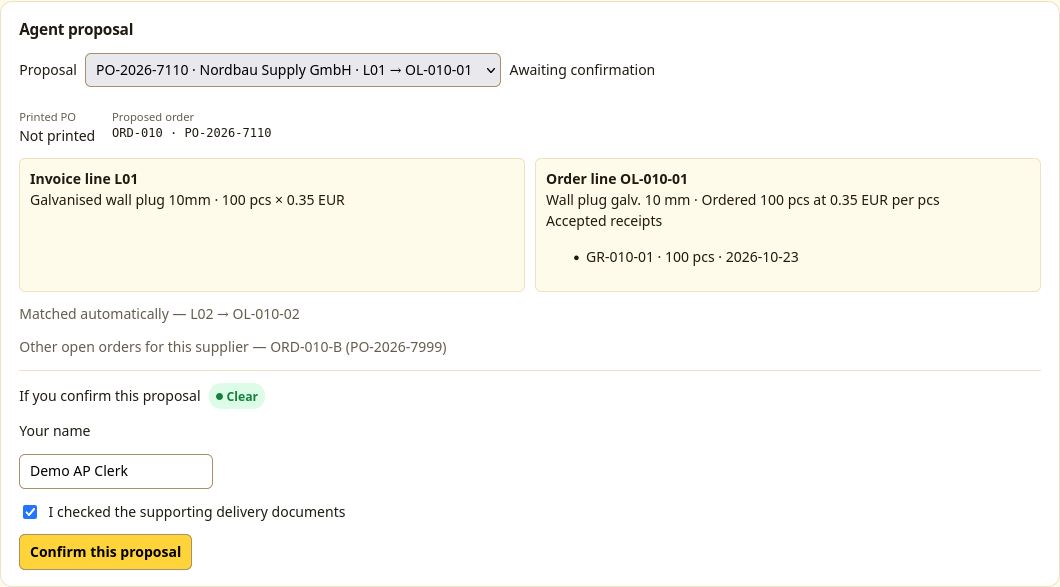 Agent proposal
Proposal PO-2026-7110 · Nordbau Supply GmbH · L01 → OL-010-01 Awaiting confirmation
Printed PO
Not printed
Proposed order
ORD-010 · PO-2026-7110
Invoice line L01
Galvanised wall plug 10mm · 100 pcs × 0.35 EUR
Order line OL-010-01
Wall plug galv. 10 mm · Ordered 100 pcs at 0.35 EUR per pcs
Accepted receipts
• GR-010-01 · 100 pcs · 2026-10-23
Matched automatically — L02 → OL-010-02
Other open orders for this supplier — ORD-010-B (PO-2026-7999)
If you confirm this proposal Clear
Your name
Demo AP Clerk
I checked the supporting delivery documents
Confirm this proposal